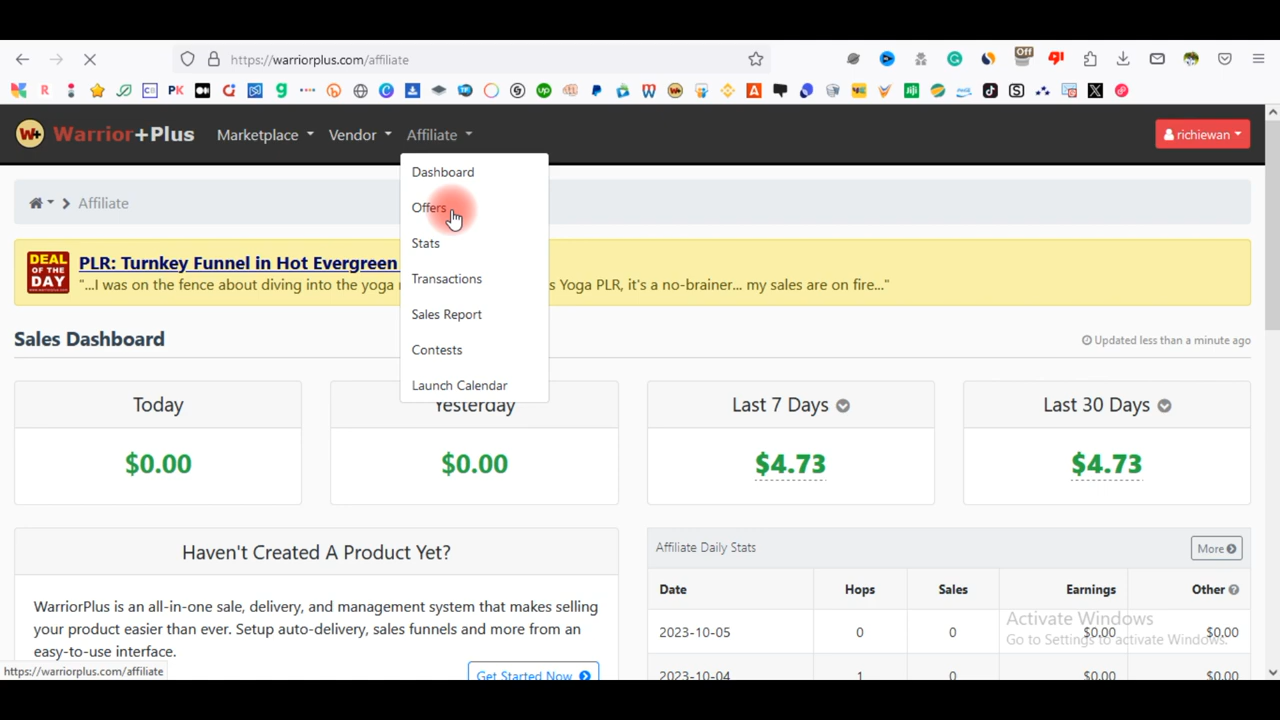 Off
https://warriorplus.com/affiliate
Warrior+Plus Marketplace Vendor Affiliate richiewan
Dashboard
Offers
Stats
Transactions
Sales Report
Contests
Launch Calendar
Affiliate
DEAL OF THE DAY
PLR: Turnkey Funnel in Hot Evergreen
"...I was on the fence about diving into the yoga s Yoga PLR, it's a no-brainer... my sales are on fire..."
Sales Dashboard
Updated less than a minute ago
Today Yesterday Last 7 Days Last 30 Days
$0.00 $0.00 $4.73 $4.73
Haven't Created A Product Yet?
WarriorPlus is an all-in-one sale, delivery, and management system that makes selling
your product easier than ever. Setup auto-delivery, sales funnels and more from an
easy-to-use interface.
Get Started Now
Affiliate Daily Stats More
Date Hops Sales Earnings Other
2023-10-05 0 0 $0.00 $0.00
2023-10-04 1 0 $0.00 $0.00
Activate Windows
Go to Settings to activate Windows.
https://warriorplus.com/affiliate